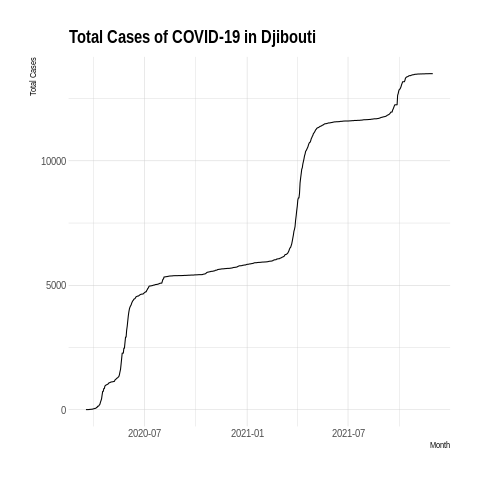 Total Cases of COVID-19 in Djibouti
Total Cases
10000
5000
0
2020-07 2021-01 2021-07
Month